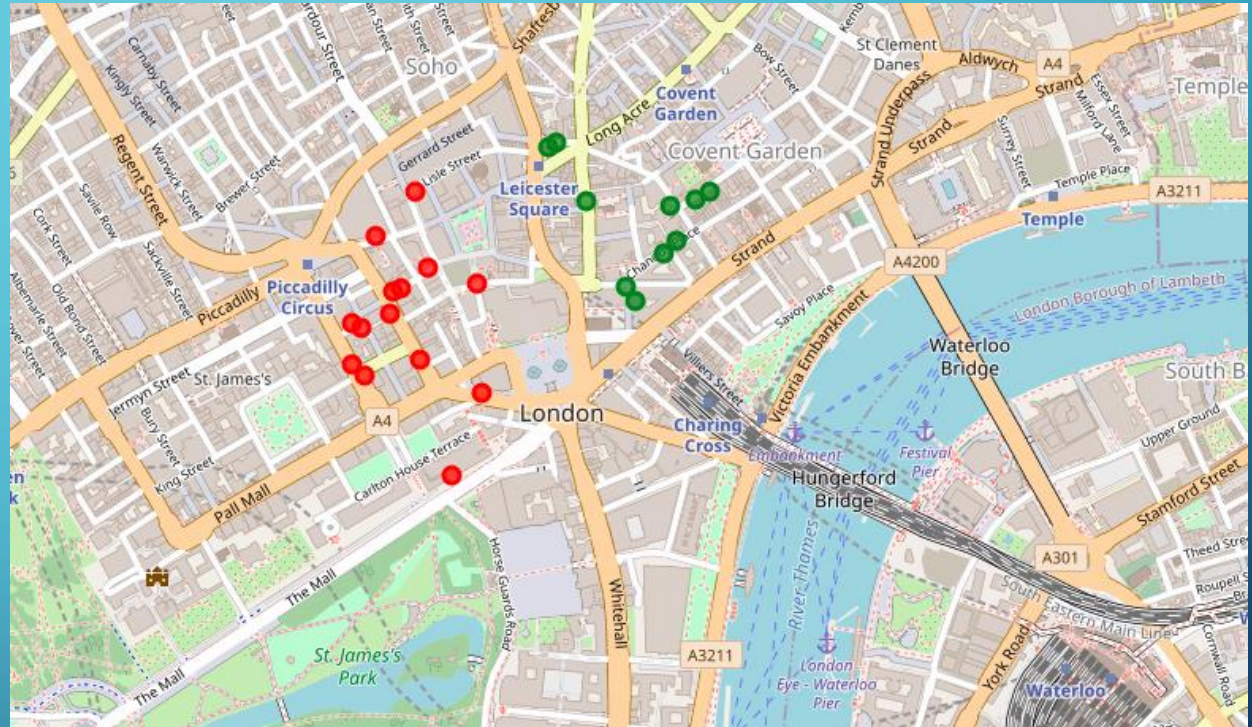 Carnaby Street
Kingly Street
Regent Street
Warwick Street
Brewer Street
Savile Row
Cork Street
Sackville Street
Albemarle Street
Old Bond Street
Piccadilly
Piccadilly
Circus
Soho
Gerrard Street
Lisle Street
Shaftesb
Leicester
Square
Long Acre
Covent
Garden
Covent Garden
Bow Street
Kemb
St Clement
Danes
Aldwych
A4
Strand
Essex Street
Milford Lane
Temple
Surrey Street
Strand Underpass
Strand
Strand
Temple Place
A3211
Temple
A4200
Savoy Place
Victoria Embankment
London Borough of Lambeth
Waterloo
Bridge
South B
Upper Ground
Stamford Street
Theed Stre
Roupell S
A301
Villiers Street
Charing
Cross
Embankment
Festival
Pier
Hungerford
Bridge
London
A4
Jermyn Street
St. James's
Bury Street
King Street
Pall Mall
Carlton House Terrace
The Mall
The Mall
Horse Guards Road
Whitehall
St. James's
Park
A3211
River Thames
London
Eye - Waterloo
Pier
South Eastern Main Line
York Road
Waterloo
Cornwall Road